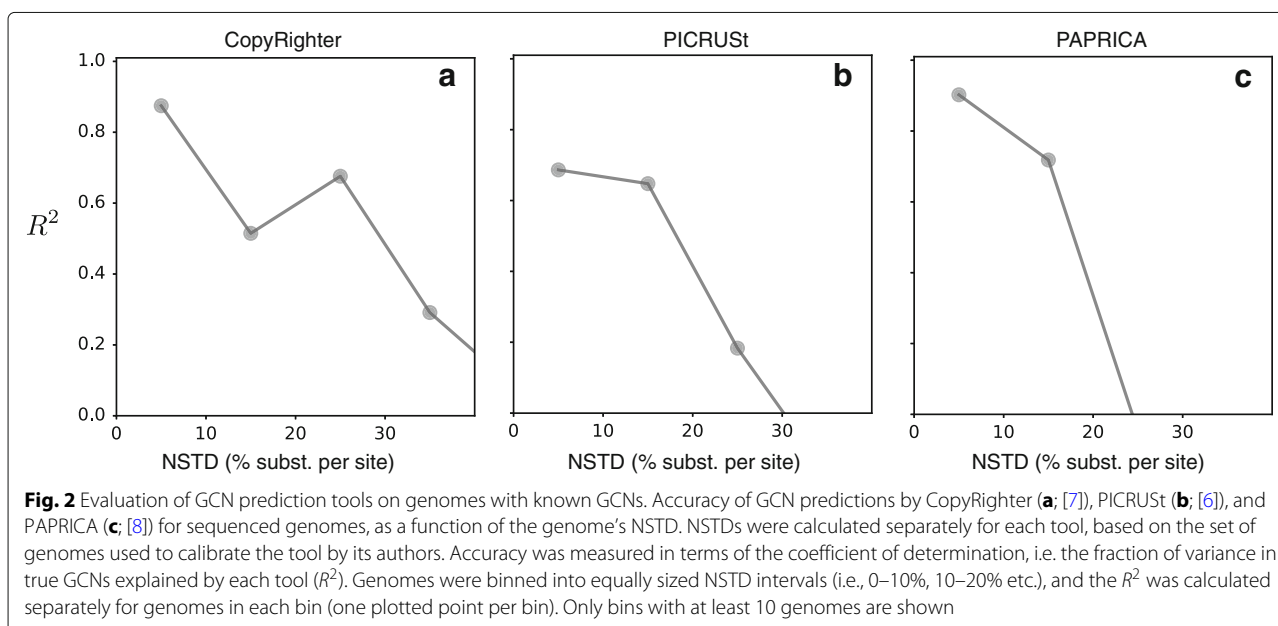 CopyRighter
PICRUSt
PAPRICA
a
b
c
1.0
0.8
0.6
0.4
0.2
0.0
R²
0 10 20 30
0 10 20 30
0 10 20 30
NSTD (% subst. per site)
NSTD (% subst. per site)
NSTD (% subst. per site)
Fig. 2 Evaluation of GCN prediction tools on genomes with known GCNs. Accuracy of GCN predictions by CopyRighter (a; [7]), PICRUSt (b; [6]), and
PAPRICA (c; [8]) for sequenced genomes, as a function of the genome's NSTD. NSTDs were calculated separately for each tool, based on the set of
genomes used to calibrate the tool by its authors. Accuracy was measured in terms of the coefficient of determination, i.e. the fraction of variance in
true GCNs explained by each tool (R²). Genomes were binned into equally sized NSTD intervals (i.e., 0–10%, 10–20% etc.), and the R² was calculated
separately for genomes in each bin (one plotted point per bin). Only bins with at least 10 genomes are shown